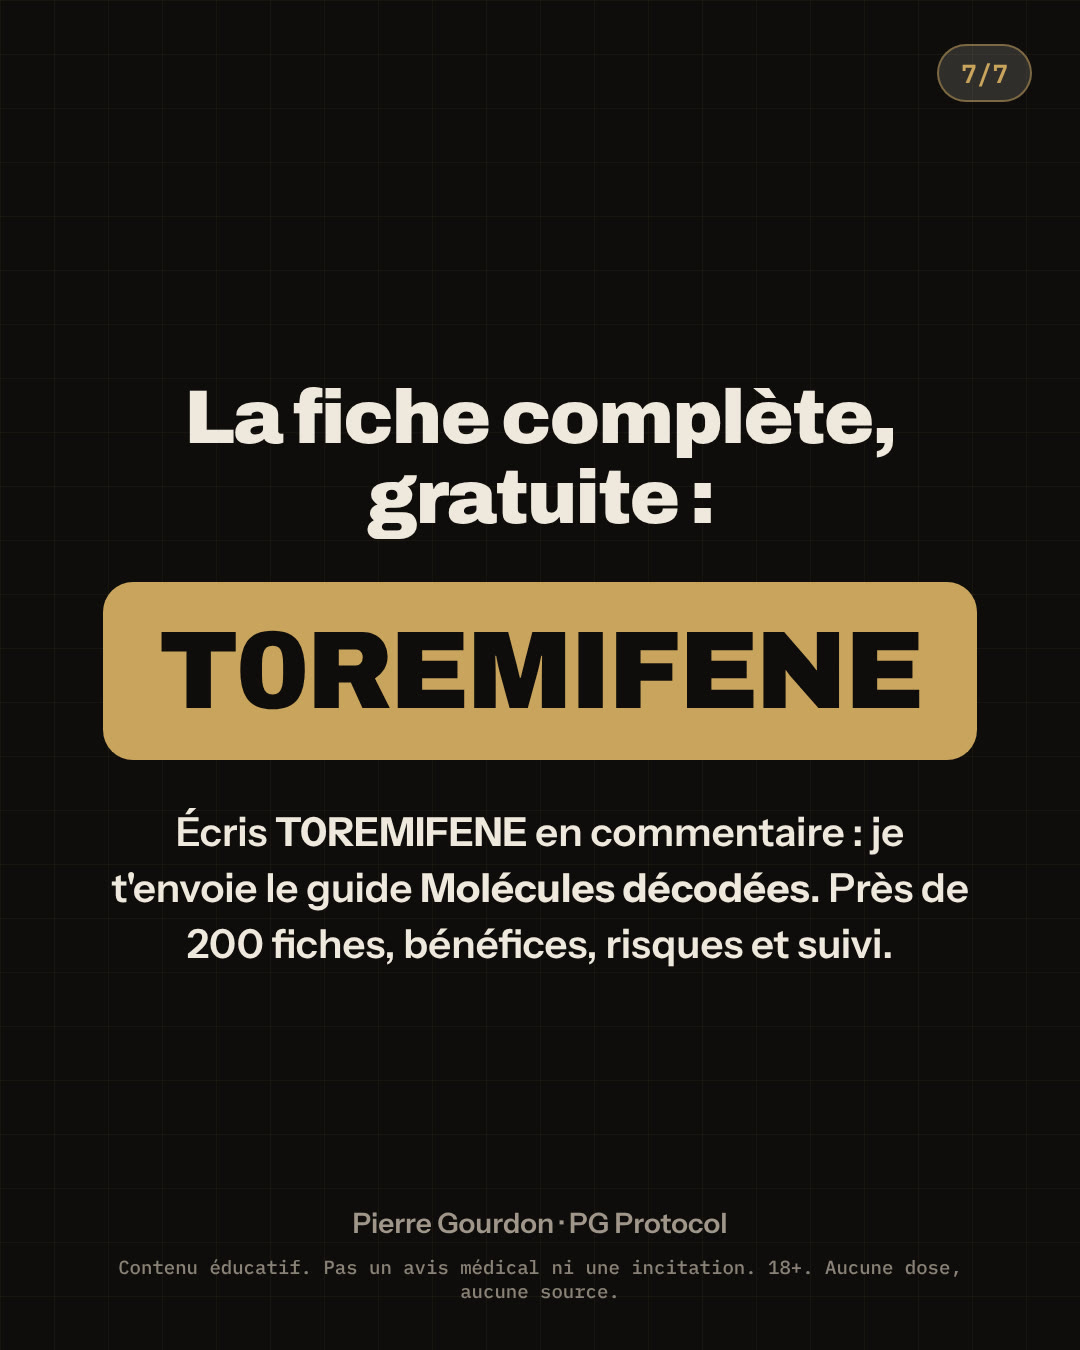 7/7
La fiche complète,
gratuite :
T0REMIFENE
Écris T0REMIFENE en commentaire : je
t'envoie le guide Molécules décodées. Près de
200 fiches, bénéfices, risques et suivi.
Pierre Gourdon · PG Protocol
Contenu éducatif. Pas un avis médical ni une incitation. 18+. Aucune dose,
aucune source.